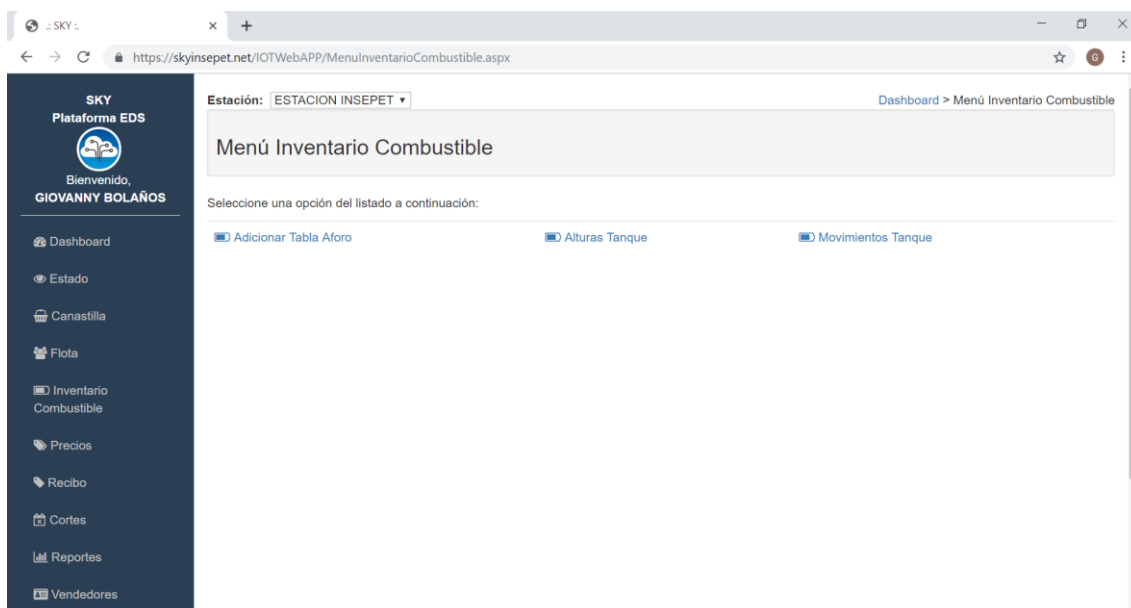 .: SKY :.
https://skyinsepet.net/IOTWebAPP/MenuInventarioCombustible.aspx
G
SKY
Plataforma EDS
Bienvenido,
GIOVANNY BOLAÑOS
Dashboard
Estado
Canastilla
Flota
Inventario
Combustible
Precios
Recibo
Cortes
Reportes
Vendedores
Estación: ESTACION INSEPET
Dashboard > Menú Inventario Combustible
Menú Inventario Combustible
Seleccione una opción del listado a continuación:
Adicionar Tabla Aforo
Alturas Tanque
Movimientos Tanque